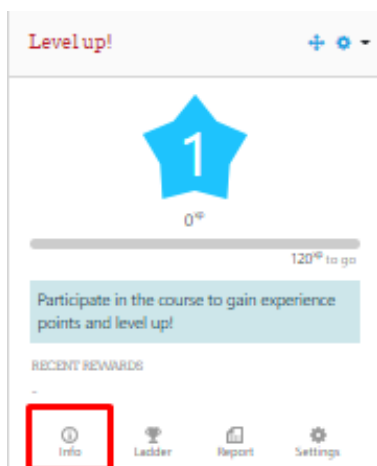 Level up!
1
0xp
120xp to go
Participate in the course to gain experience
points and level up!
RECENT REWARDS
-
Info Ladder Report Settings